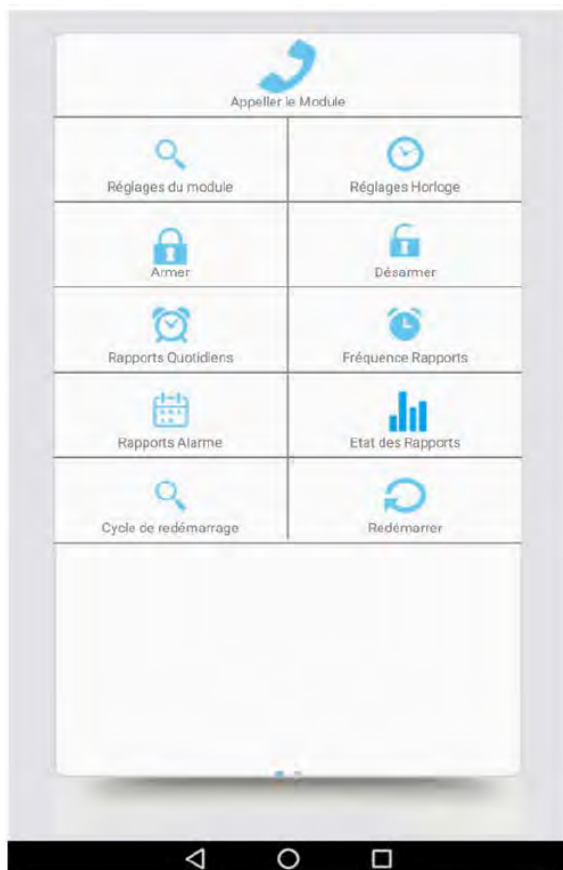 Appeller le Module
Réglages du module
Réglages Horloge
Armer
Désarmer
Rapports Quotidiens
Fréquence Rapports
Rapports Alarme
Etat des Rapports
Cycle de redémarrage
Redémarrer